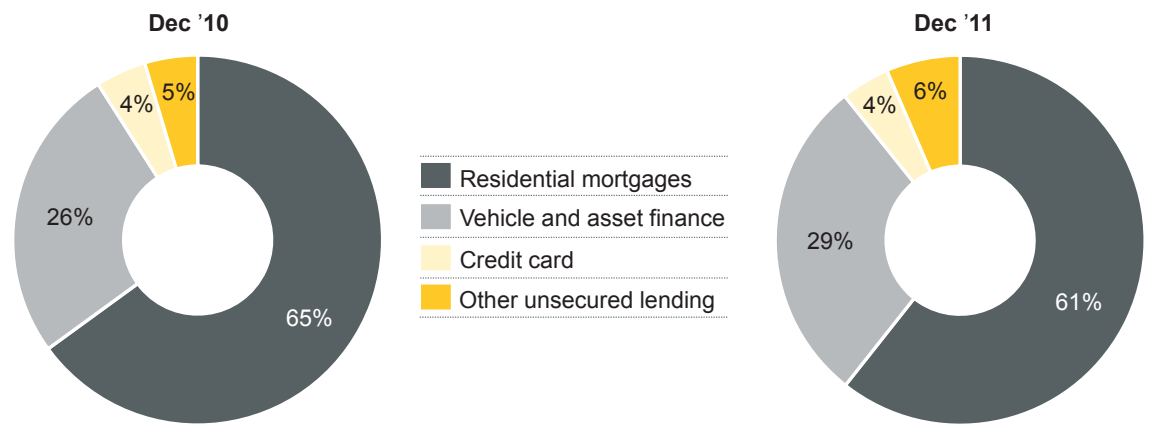 Dec ’10
4%
5%
26%
65%
Residential mortgages
Vehicle and asset finance
Credit card
Other unsecured lending
Dec ’11
4%
6%
29%
61%